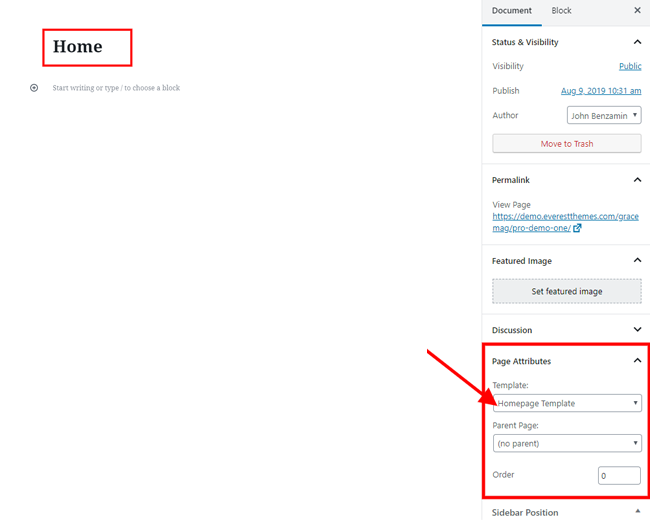 Home
Start writing or type / to choose a block
Document
Block
Status & Visibility
Visibility
Public
Publish
Aug 9, 2019 10:31 am
Author
John Benzamin
Move to Trash
Permalink
View Page
https://demo.everestthemes.com/grace
mag/pro-demo-one/
Featured Image
Set featured image
Discussion
Page Attributes
Template:
Homepage Template
Parent Page:
(no parent)
Order
0
Sidebar Position